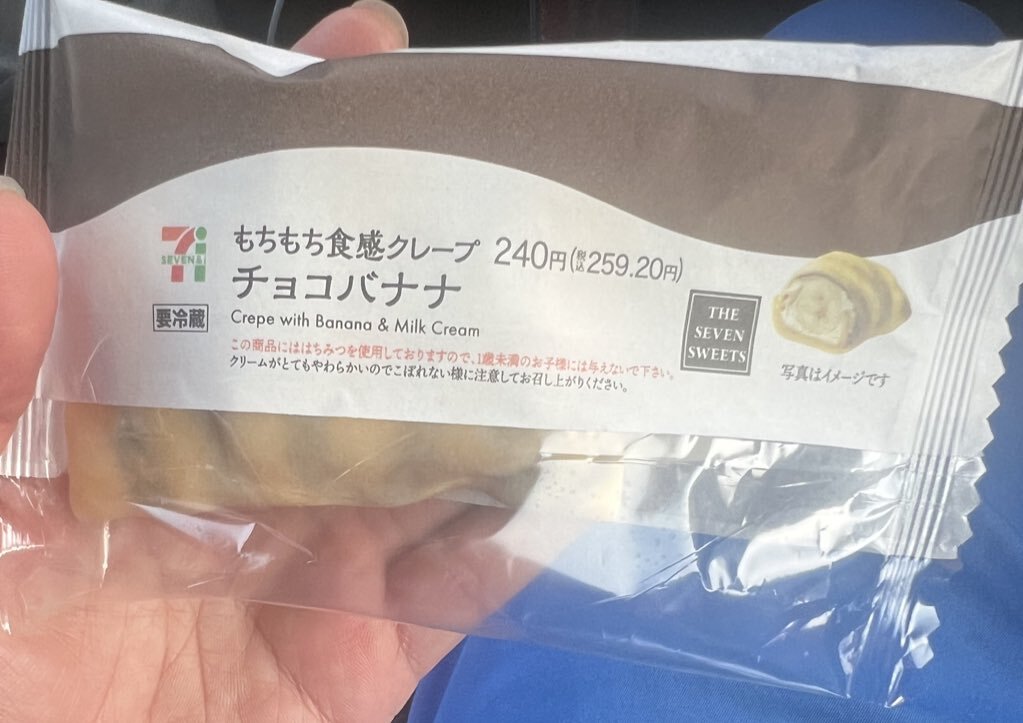 SEVEN&i
もちもち食感クレープ 240円(税込259.20円)
チョコバナナ
要冷蔵
Crepe with Banana & Milk Cream
この商品にははちみつを使用しておりますので、1歳未満のお子様には与えないで下さい。
クリームがとてもやわらかいのでこぼれない様に注意してお召し上がりください。
THE
SEVEN
SWEETS
写真はイメージです